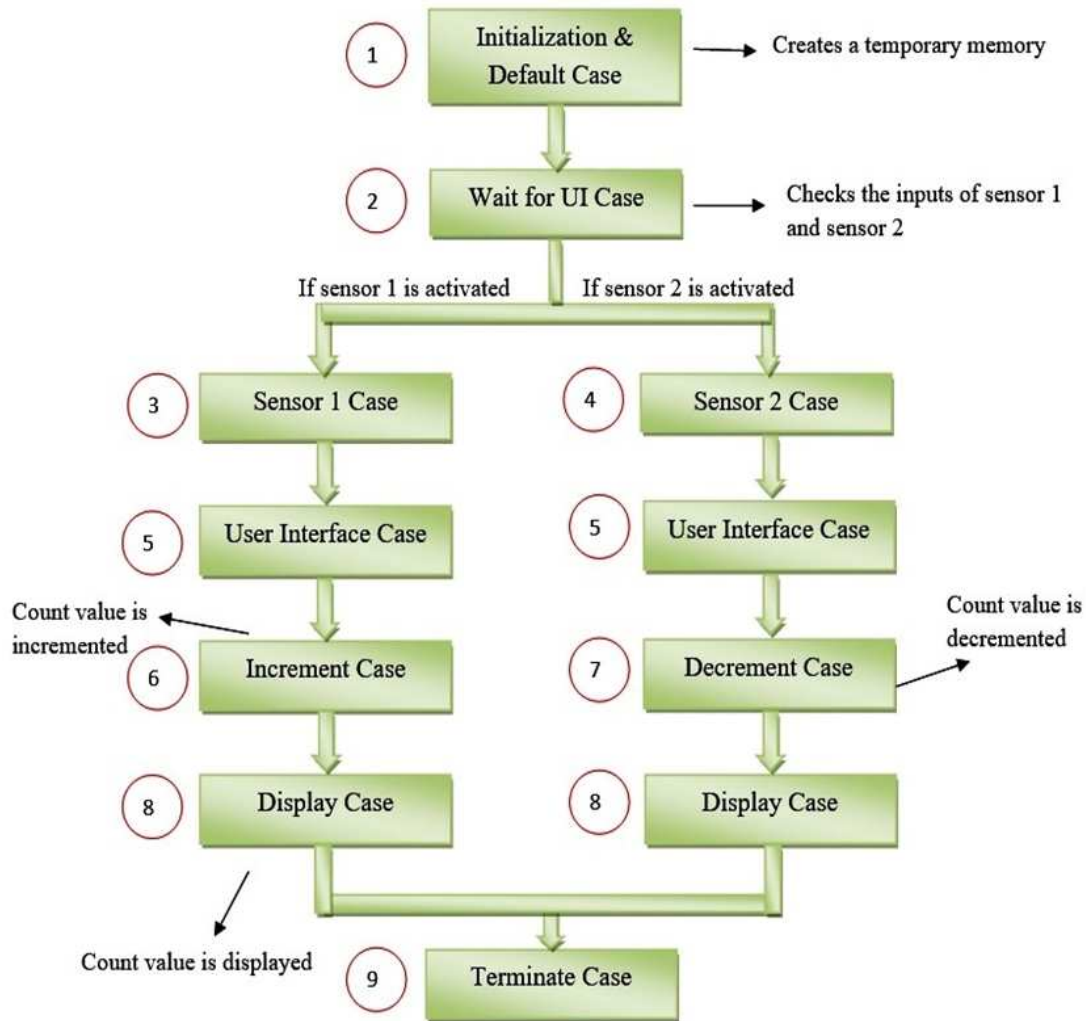 1
Initialization &
Default Case
Creates a temporary memory
2
Wait for UI Case
Checks the inputs of sensor 1
and sensor 2
If sensor 1 is activated
If sensor 2 is activated
3
Sensor 1 Case
4
Sensor 2 Case
5
User Interface Case
5
User Interface Case
Count value is
incremented
6
Increment Case
7
Decrement Case
Count value is
decremented
8
Display Case
8
Display Case
Count value is displayed
9
Terminate Case